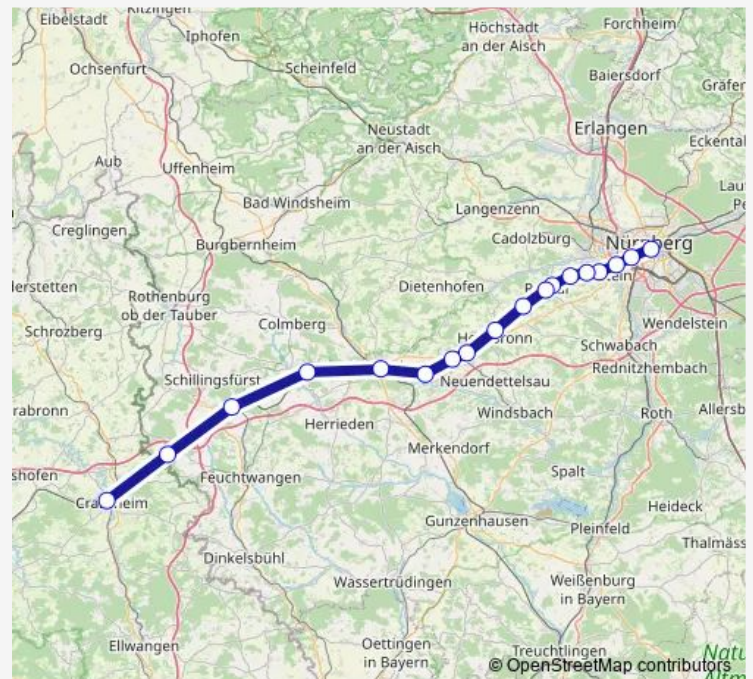 Eibelstadt
Kitzingen
Iphofen
Höchstadt
an der Aisch
Forchheim
Ochsenfurt
Scheinfeld
Baiersdorf
Gräfen
Neustadt
an der Aisch
Erlangen
Eckental
Aub
Uffenheim
Bad Windsheim
Langenzenn
Creglingen
Cadolzburg
Nürnberg
Burgbernheim
Rothenburg
ob der Tauber
Dietenhofen
Colmberg
Wendelstein
Schrozberg
Schwabach
Rednitzhembach
Schillingsfürst
Neuendettelsau
Windsbach
Roth
Allersb
Herrieden
Merkendorf
Feuchtwangen
Spalt
Heideck
Gunzenhausen
Pleinfeld
Thalmäss
Dinkelsbühl
Wassertrüdingen
Weißenburg
in Bayern
Ellwangen
Oettingen
in Bayern
Treuchtlingen
© OpenStreetMap contributors